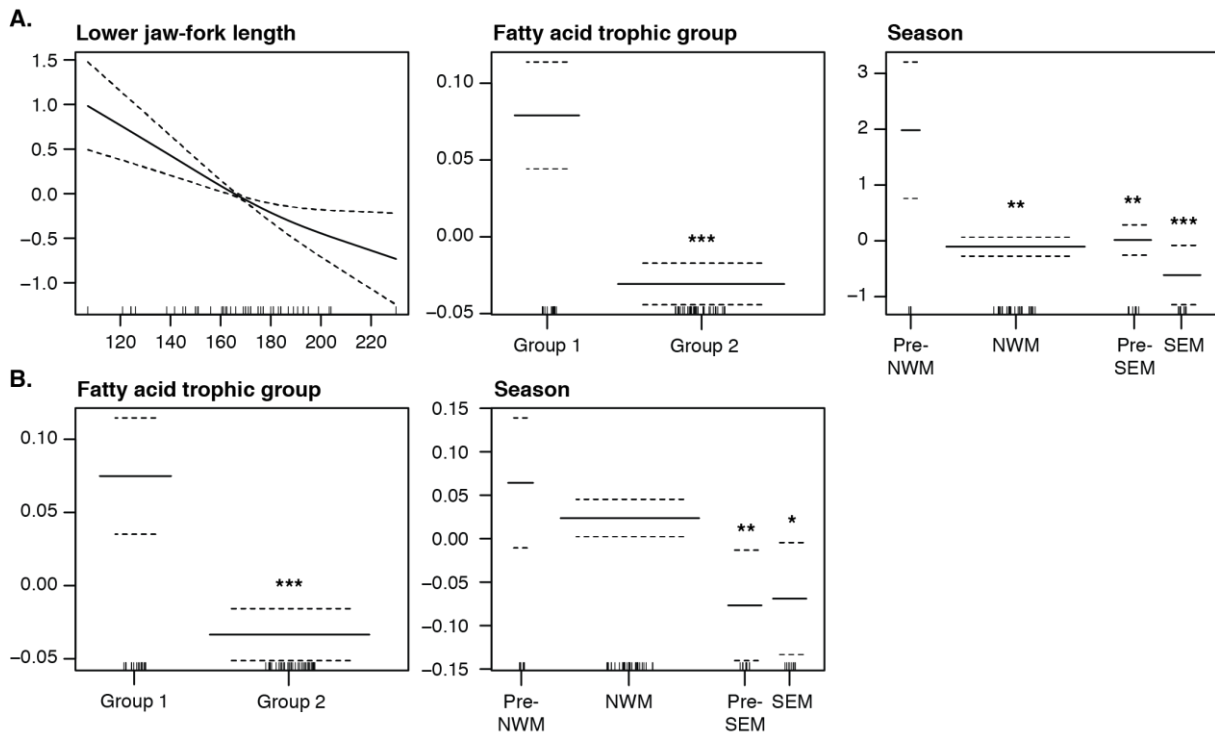 A.
Lower jaw-fork length
1.5
1.0
0.5
0.0
−0.5
−1.0
120 140 160 180 200 220
Fatty acid trophic group
0.10
0.05
0.00
−0.05
***
Group 1 Group 2
Season
3
2
1
0
−1
** ** ***
Pre-
NWM
NWM
Pre-
SEM
SEM
B.
Fatty acid trophic group
0.10
0.05
0.00
−0.05
***
Group 1 Group 2
Season
0.15
0.10
0.05
0.00
−0.05
−0.10
−0.15
** *
Pre-
NWM
NWM
Pre-
SEM
SEM